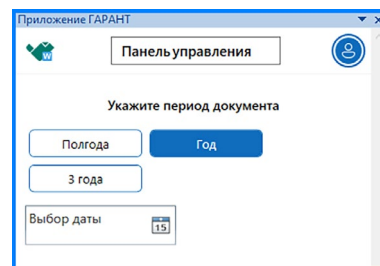 Приложение ГАРАНТ
W
Панель управления
Укажите период документа
Полгода
Год
3 года
Выбор даты
15